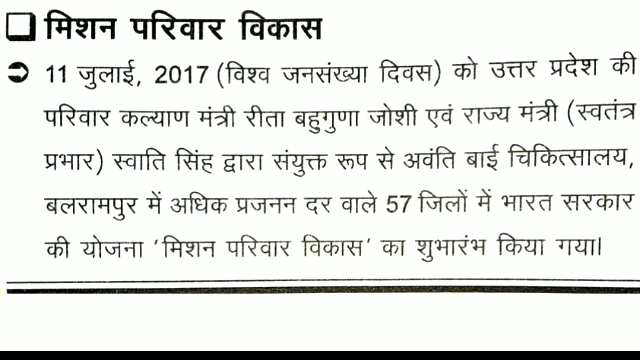 ❑ मिशन परिवार विकास
➲ 11 जुलाई, 2017 (विश्व जनसंख्या दिवस) को उत्तर प्रदेश की
परिवार कल्याण मंत्री रीता बहुगुणा जोशी एवं राज्य मंत्री (स्वतंत्र
प्रभार) स्वाति सिंह द्वारा संयुक्त रूप से अवंति बाई चिकित्सालय,
बलरामपुर में अधिक प्रजनन दर वाले 57 जिलों में भारत सरकार
की योजना ‘मिशन परिवार विकास’ का शुभारंभ किया गया।